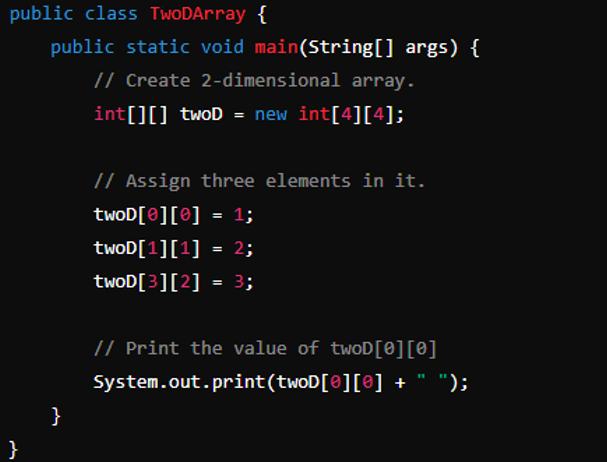 public class TwoDArray {
    public static void main(String[] args) {
        // Create 2-dimensional array.
        int[][] twoD = new int[4][4];

        // Assign three elements in it.
        twoD[0][0] = 1;
        twoD[1][1] = 2;
        twoD[3][2] = 3;

        // Print the value of twoD[0][0]
        System.out.print(twoD[0][0] + " ");
    }
}